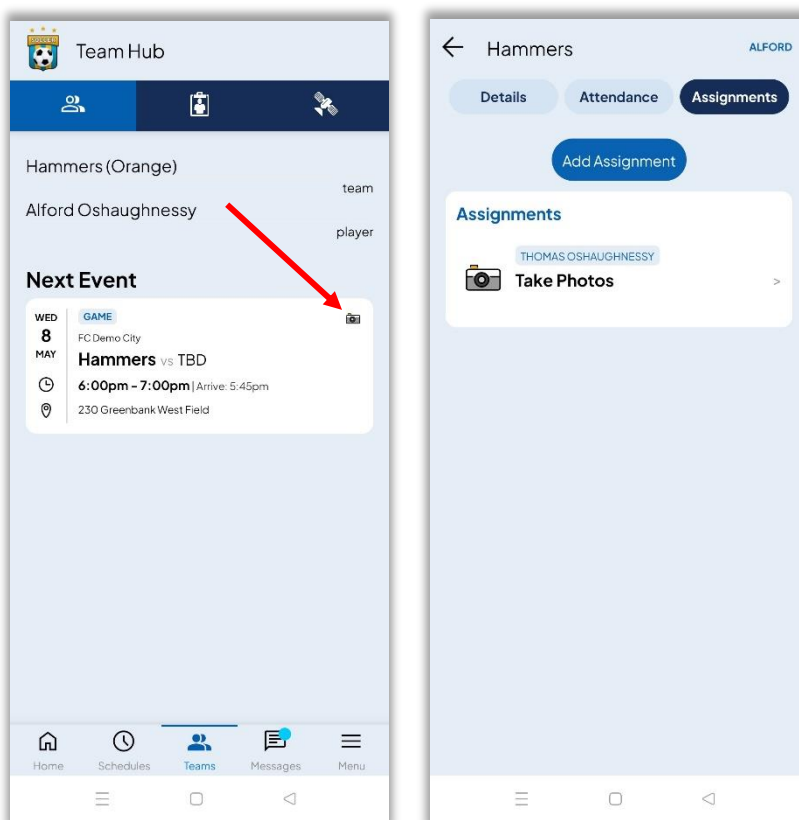 SOCCER
Team Hub
Hammers (Orange)
team
Alford Oshaughnessy
player
Next Event
WED
8
MAY
GAME
FC Demo City
Hammers vs TBD
6:00pm - 7:00pm | Arrive: 5:45pm
230 Greenbank West Field
Home
Schedules
Teams
Messages
Menu
Hammers
ALFORD
Details
Attendance
Assignments
Add Assignment
Assignments
THOMAS OSHAUGHNESSY
Take Photos
>